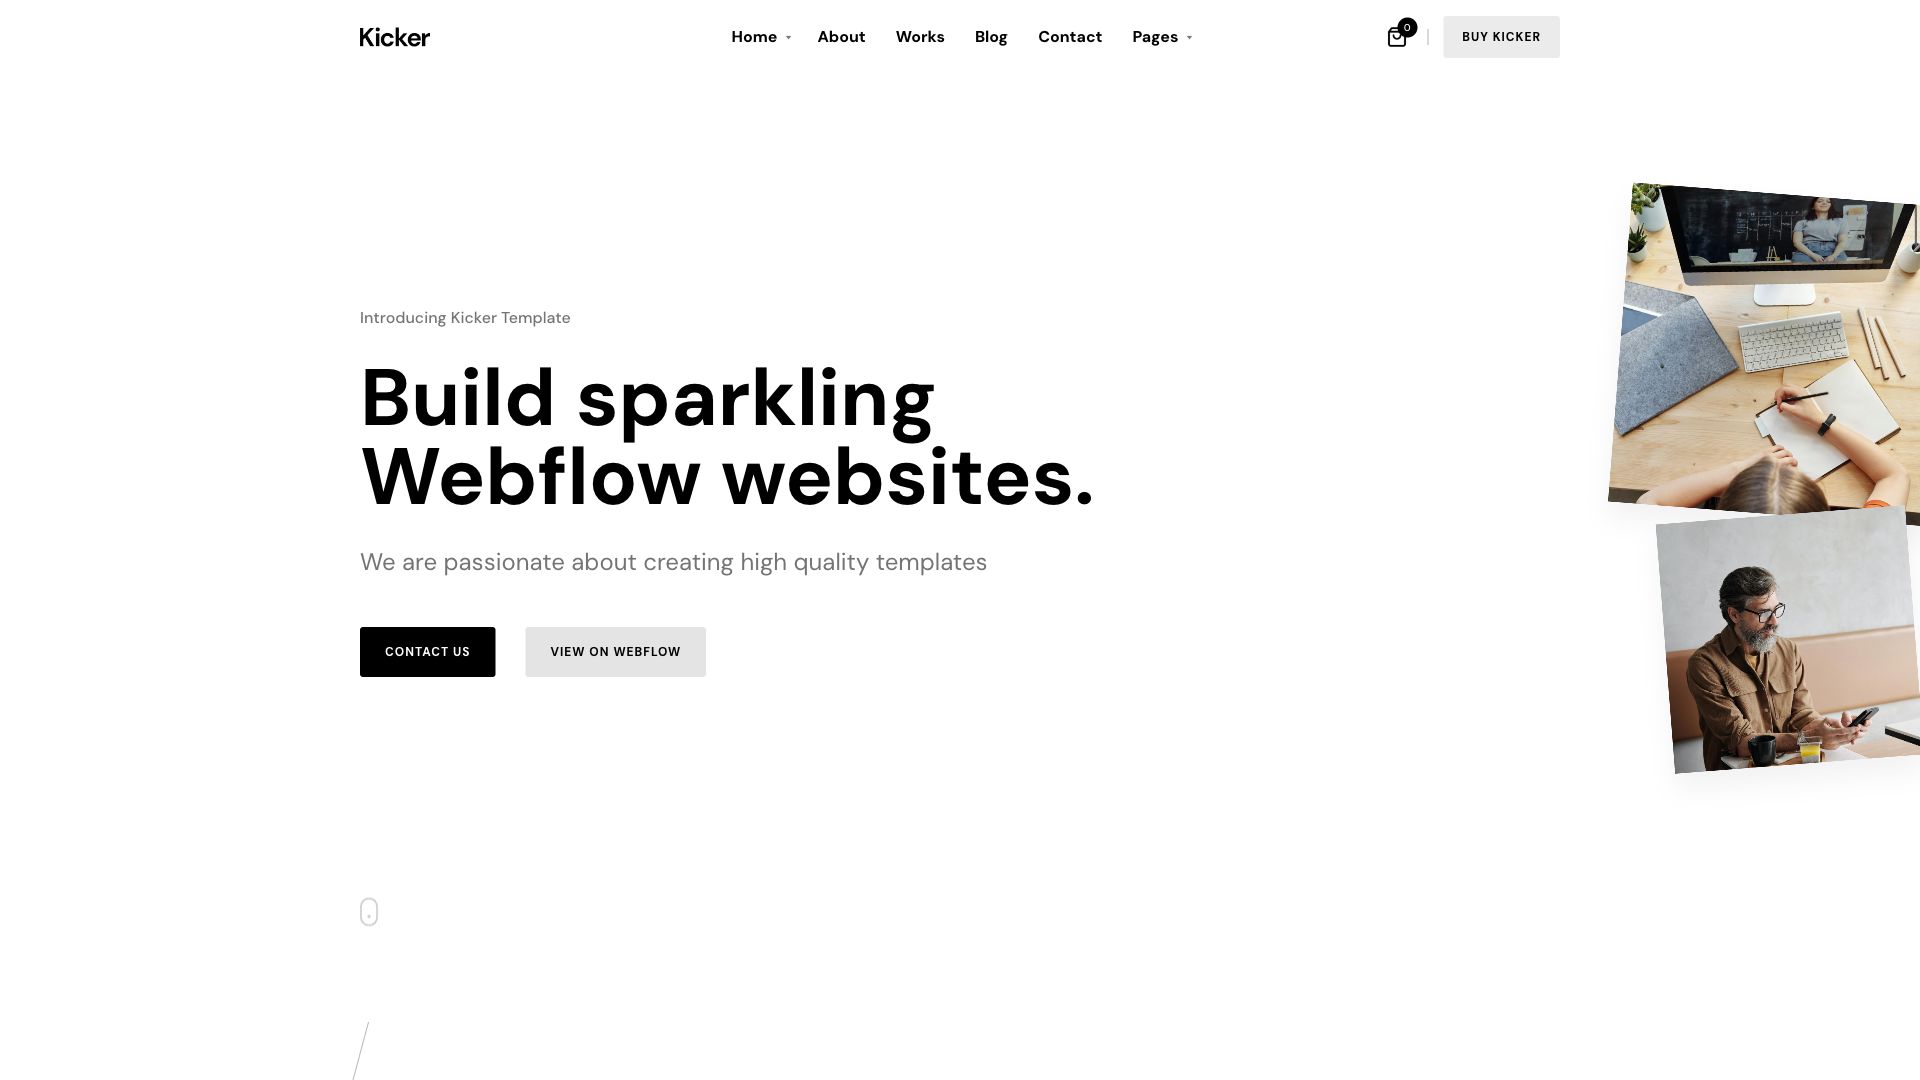 Kicker
Home About Works Blog Contact Pages
0
BUY KICKER
Introducing Kicker Template
Build sparkling
Webflow websites.
We are passionate about creating high quality templates
CONTACT US
VIEW ON WEBFLOW